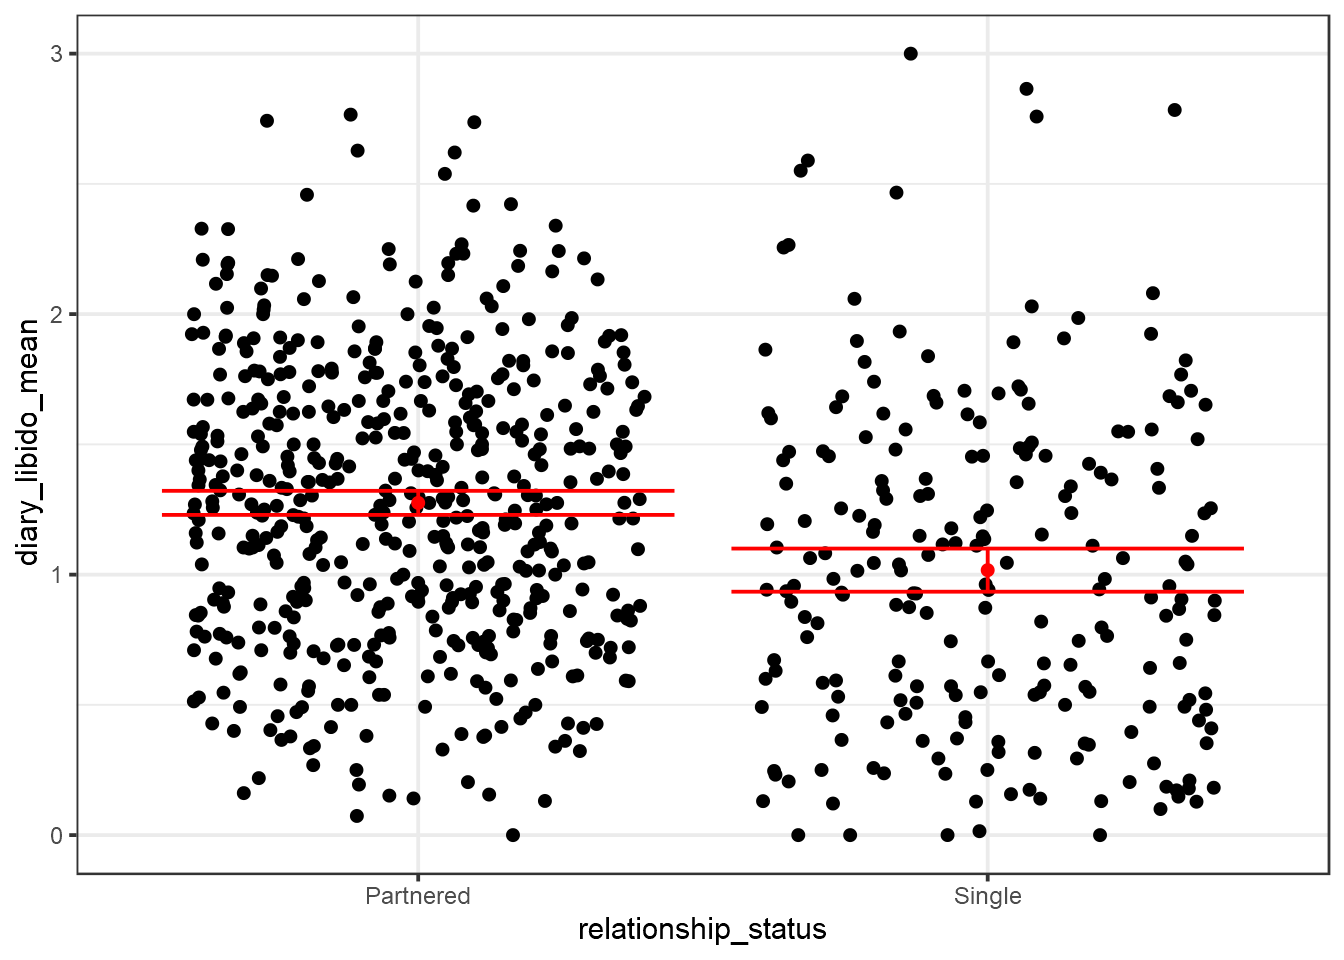 diary_libido_mean
3
2
1
0
Partnered
Single
relationship_status